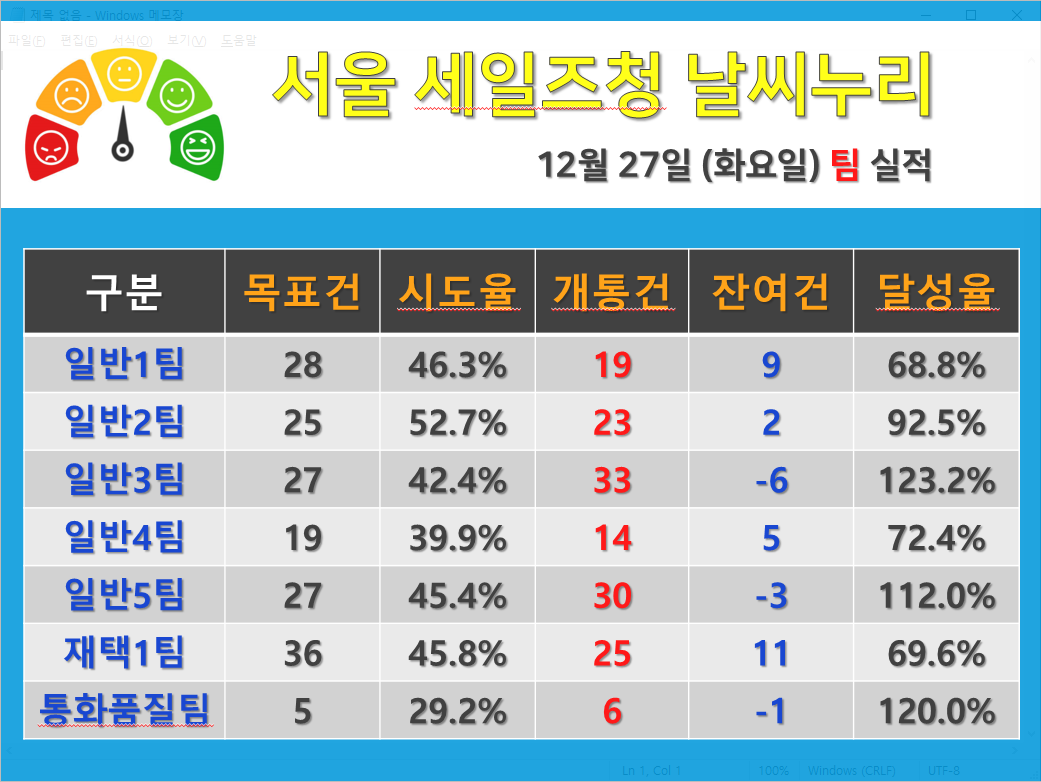 제목 없음 - Windows 메모장
파일(F) 편집(E) 서식(O) 보기(V) 도움말
서울 세일즈청 날씨누리
12월 27일 (화요일) 팀 실적
구분 목표건 시도율 개통건 잔여건 달성율
일반1팀 28 46.3% 19 9 68.8%
일반2팀 25 52.7% 23 2 92.5%
일반3팀 27 42.4% 33 -6 123.2%
일반4팀 19 39.9% 14 5 72.4%
일반5팀 27 45.4% 30 -3 112.0%
재택1팀 36 45.8% 25 11 69.6%
통화품질팀 5 29.2% 6 -1 120.0%
Ln 1, Col 1 100% Windows (CRLF) UTF-8